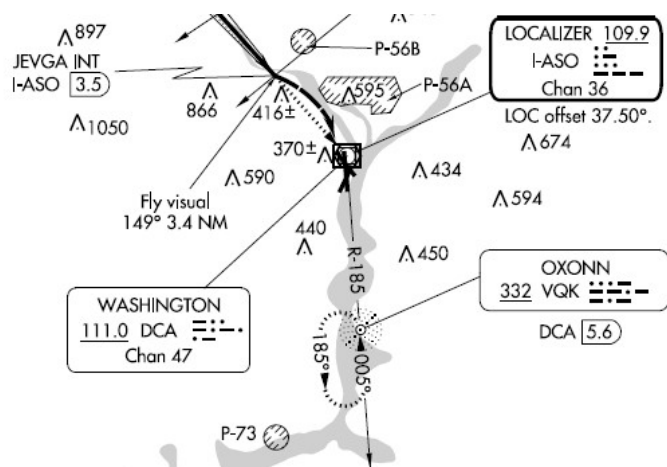 897
P-56B
LOCALIZER 109.9
I-ASO
Chan 36
LOC offset 37.50°.
JEVGA INT
I-ASO 3.5
P-56A
595
866
416±
1050
674
370±
590
434
594
Fly visual
149° 3.4 NM
440
450
R-185
OXONN
332 VQK
DCA 5.6
WASHINGTON
111.0 DCA
Chan 47
185°
005°
P-73